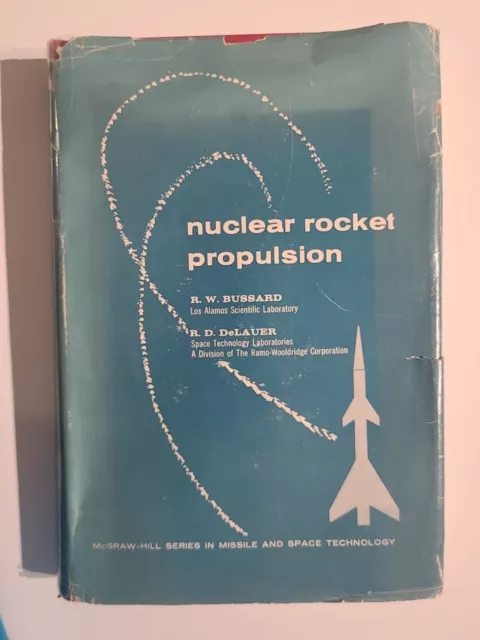 nuclear rocket
propulsion
R. W. BUSSARD
Los Alamos Scientific Laboratory
R. D. DeLAUER
Space Technology Laboratories
A Division of The Ramo-Wooldridge Corporation
McGRAW-HILL SERIES IN MISSILE AND SPACE TECHNOLOGY